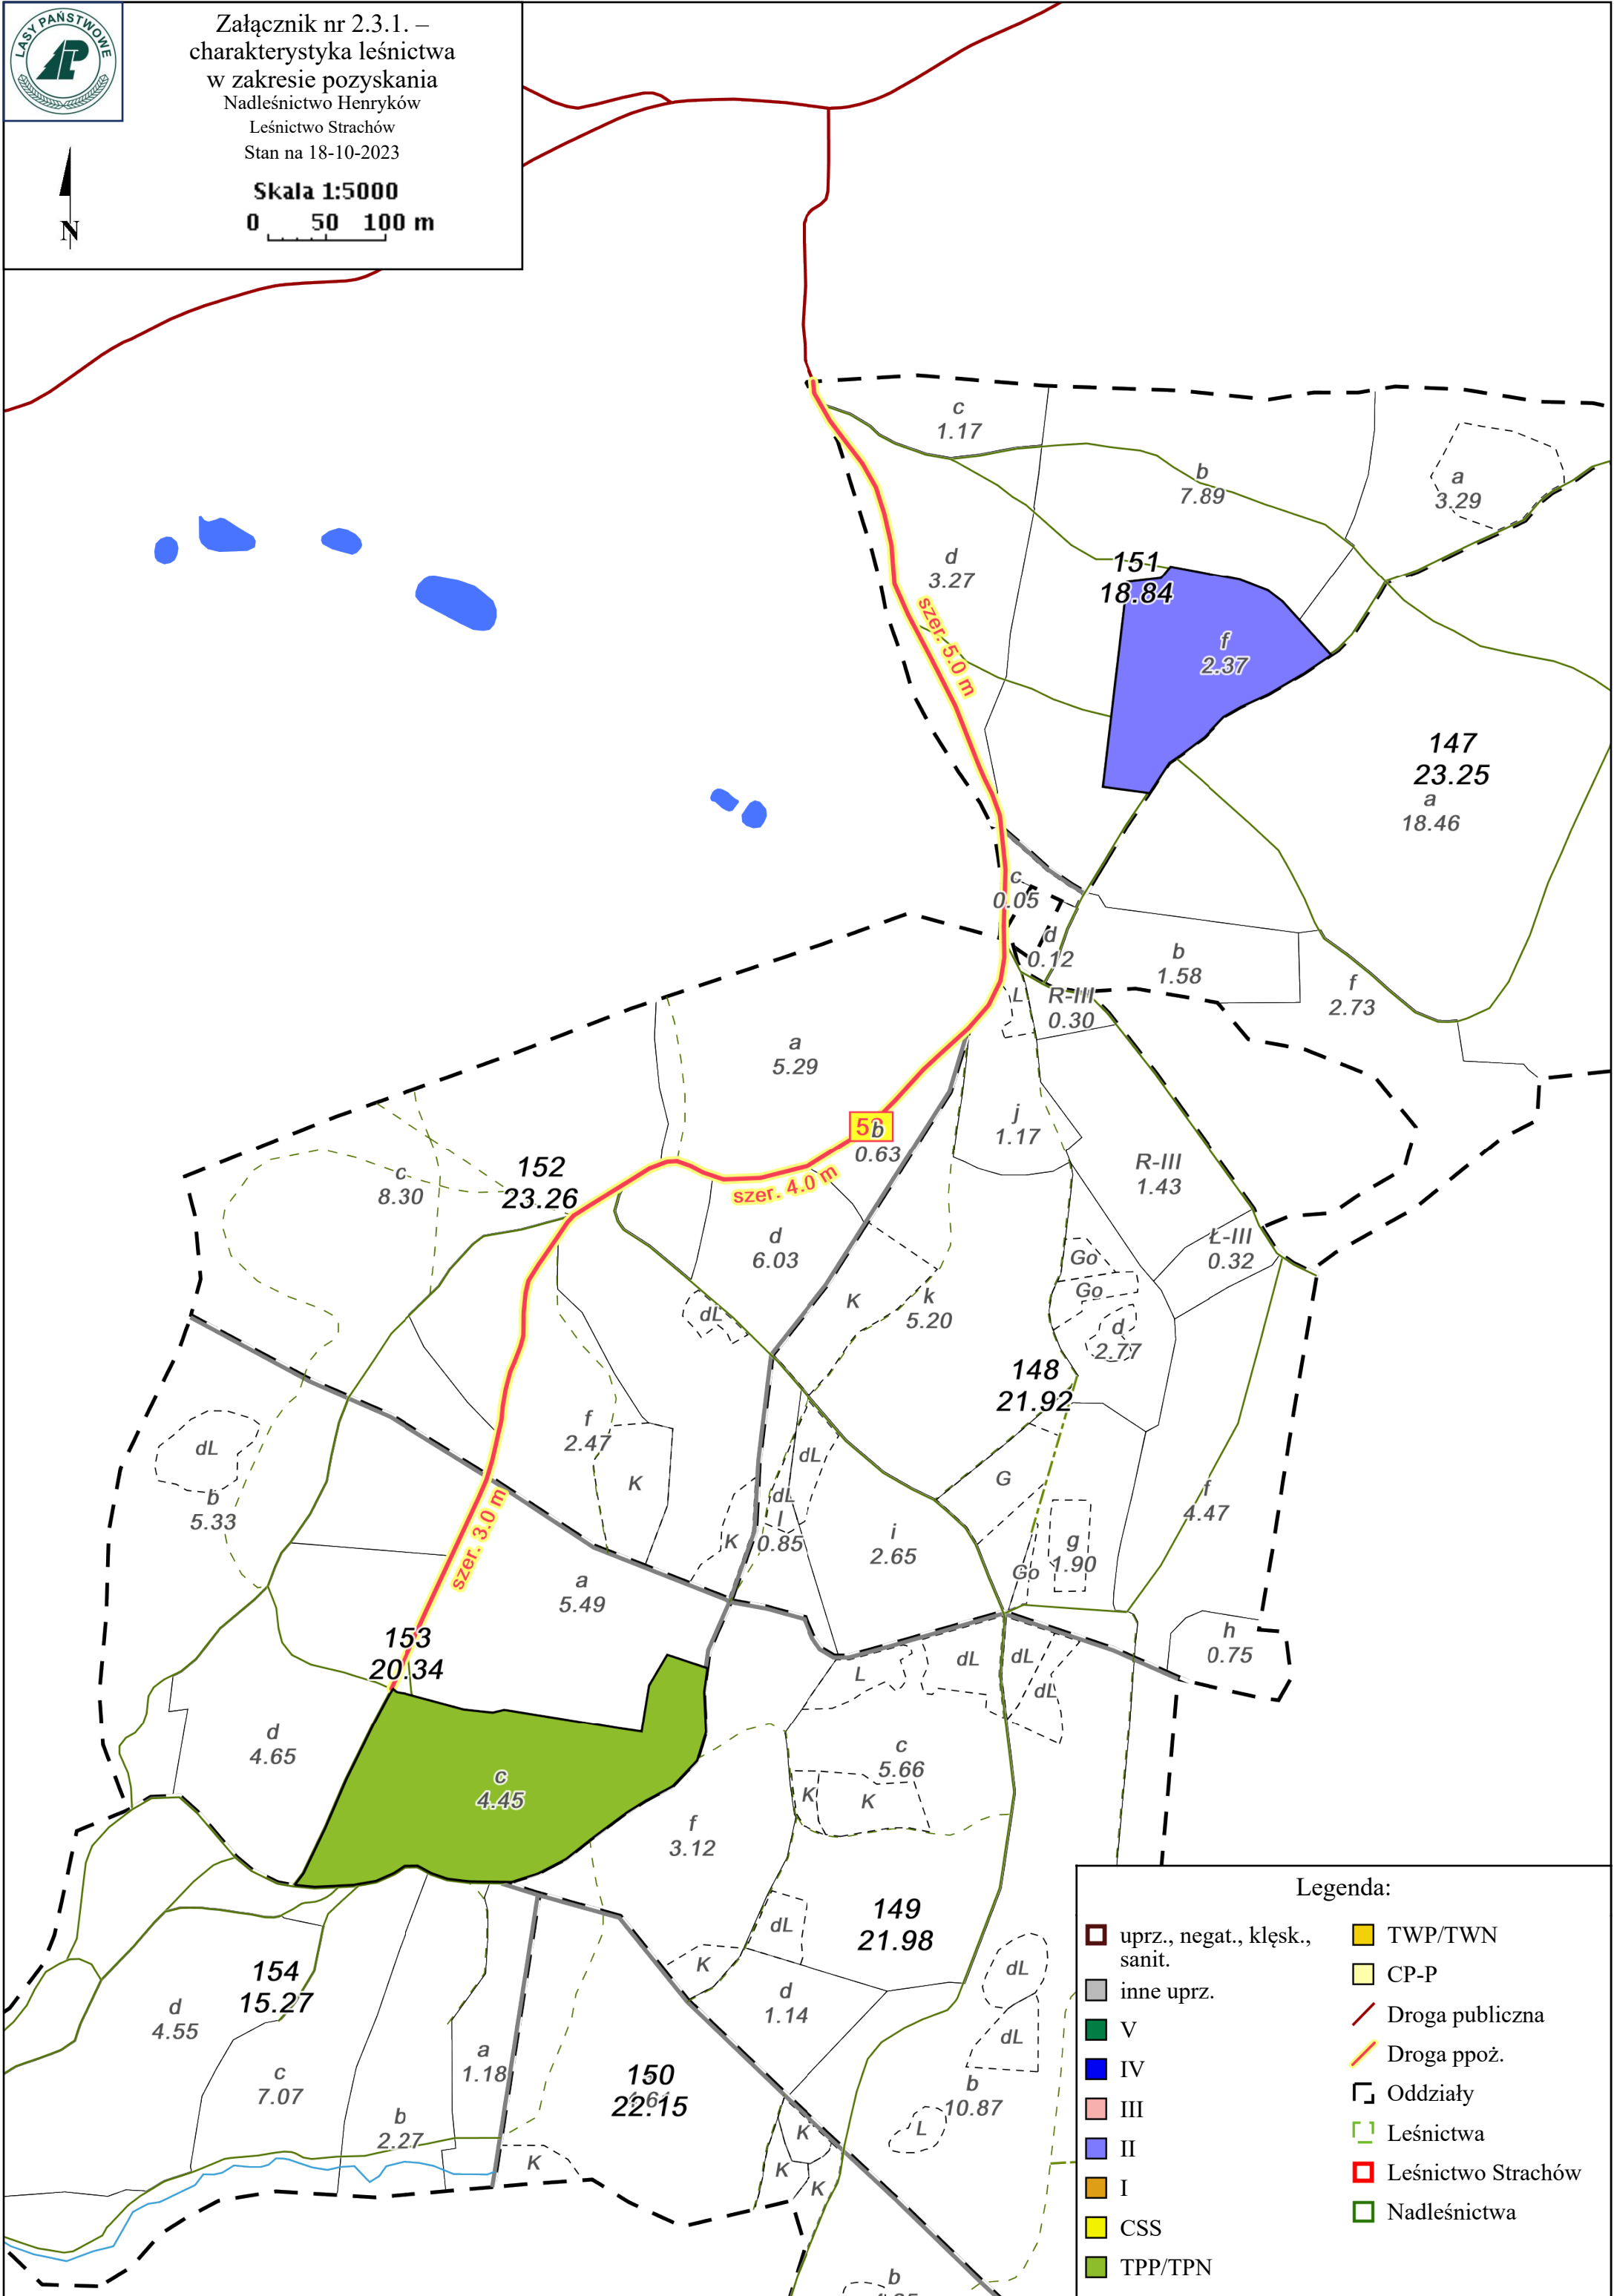 LASY PAŃSTWOWE
Załącznik nr 2.3.1. –
charakterystyka leśnictwa
w zakresie pozyskania
Nadleśnictwo Henryków
Leśnictwo Strachów
Stan na 18-10-2023
N
Skala 1:5000
0 50 100 m
c
1.17
b
7.89
a
3.29
d
3.27
151
18.84
szer. 5.0 m
f
2.37
147
23.25
a
18.46
c
0.05
d
0.12
b
1.58
f
2.73
L
R-III
0.30
a
5.29
j
1.17
b
0.63
152
23.26
c
8.30
szer. 4.0 m
R-III
1.43
d
6.03
Ł-III
0.32
Go
Go
K
k
5.20
dL
d
2.77
148
21.92
f
2.47
dL
dL
K
G
b
5.33
dL
l
0.85
K
i
2.65
g
1.90
f
4.47
szer. 3.0 m
Go
a
5.49
153
20.34
h
0.75
L
dL
dL
dL
d
4.65
c
5.66
c
4.45
K
K
f
3.12
149
21.98
dL
K
dL
154
15.27
d
4.55
d
1.14
dL
a
1.18
c
7.07
150
22.15
b
10.87
b
2.27
L
K
K
K
K
b
Legenda:
uprz., negat., klęsk.,
sanit.
inne uprz.
V
IV
III
II
I
CSS
TPP/TPN
TWP/TWN
CP-P
Droga publiczna
Droga ppoż.
Oddziały
Leśnictwa
Leśnictwo Strachów
Nadleśnictwa